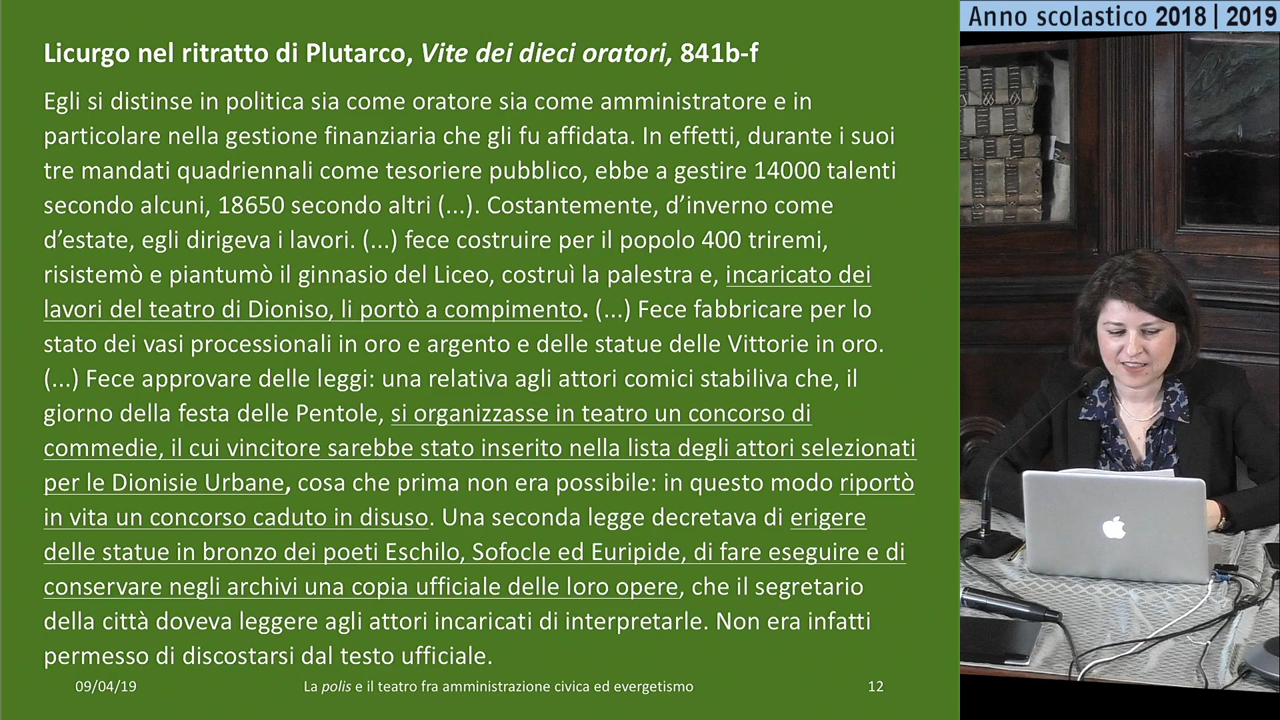 Licurgo nel ritratto di Plutarco, Vite dei dieci oratori, 841b-f
Egli si distinse in politica sia come oratore sia come amministratore e in
particolare nella gestione finanziaria che gli fu affidata. In effetti, durante i suoi
tre mandati quadriennali come tesoriere pubblico, ebbe a gestire 14000 talenti
secondo alcuni, 18650 secondo altri (...). Costantemente, d’inverno come
d’estate, egli dirigeva i lavori. (...) fece costruire per il popolo 400 triremi,
risistemò e piantumò il ginnasio del Liceo, costruì la palestra e, incaricato dei
lavori del teatro di Dioniso, li portò a compimento. (...) Fece fabbricare per lo
stato dei vasi processionali in oro e argento e delle statue delle Vittorie in oro.
(...) Fece approvare delle leggi: una relativa agli attori comici stabiliva che, il
giorno della festa delle Pentole, si organizzasse in teatro un concorso di
commedie, il cui vincitore sarebbe stato inserito nella lista degli attori selezionati
per le Dionisie Urbane, cosa che prima non era possibile: in questo modo riportò
in vita un concorso caduto in disuso. Una seconda legge decretava di erigere
delle statue in bronzo dei poeti Eschilo, Sofocle ed Euripide, di fare eseguire e di
conservare negli archivi una copia ufficiale delle loro opere, che il segretario
della città doveva leggere agli attori incaricati di interpretarle. Non era infatti
permesso di discostarsi dal testo ufficiale.
09/04/19
La polis e il teatro fra amministrazione civica ed evergetismo
12
Anno scolastico 2018 | 2019